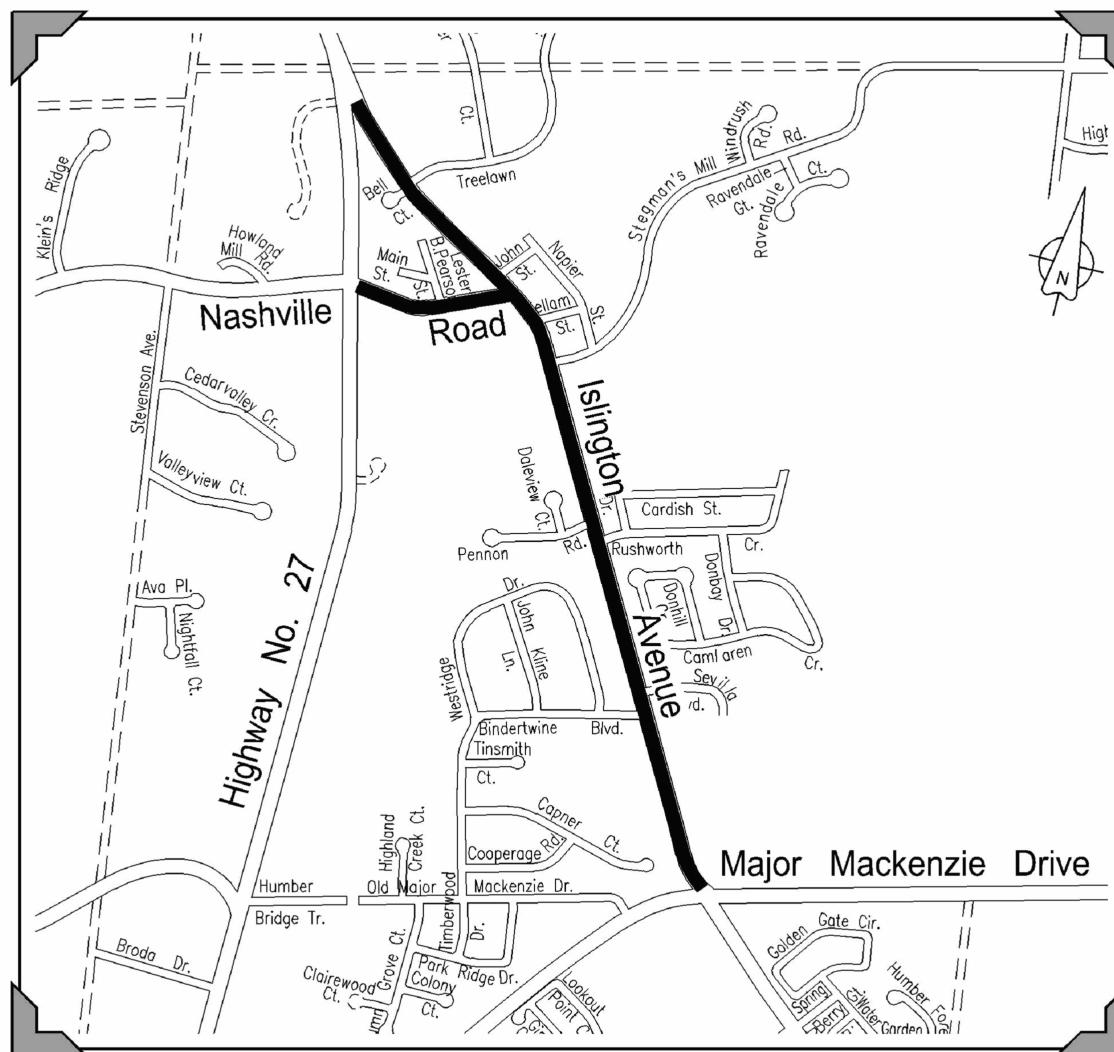 Ct.
Klein's Ridge
Howland
Mill Rd.
Bell
Ct.
Treelawn
Main
St.
Lester
B.Pearson
St.
John
St.
Napier
St.
St.
Stegman's Mill Rd.
Windrush
Rd.
Ravendale
Gt.
Ravendale Ct.
High
N
Nashville Road
Stevenson Ave.
Cedarvalley Cr.
Valleyview Ct.
Islington Avenue
Daleview Ct.
Dr.
Cardish St.
Pennon Rd.
Rushworth Cr.
Donhill
Donbay Dr.
Camlaren Cr.
Sevilla
Ava Pl.
Nightfall Ct.
Highway No. 27
Westridge Dr.
John Kline
Ln.
Bindertwine Blvd.
Tinsmith
Ct.
Capner Ct.
Cooperage Rd.
Highland
Creek Ct.
Major Mackenzie Drive
Humber
Bridge Tr.
Old Major Mackenzie Dr.
Timberwood
Dr.
Grove Ct.
Park Ridge Dr.
Colony
Ct.
Clairewood
Ct.
Broda Dr.
Lookout
Point
Golden Gate Cir.
Spring
Berry
Water
Garden
Humber